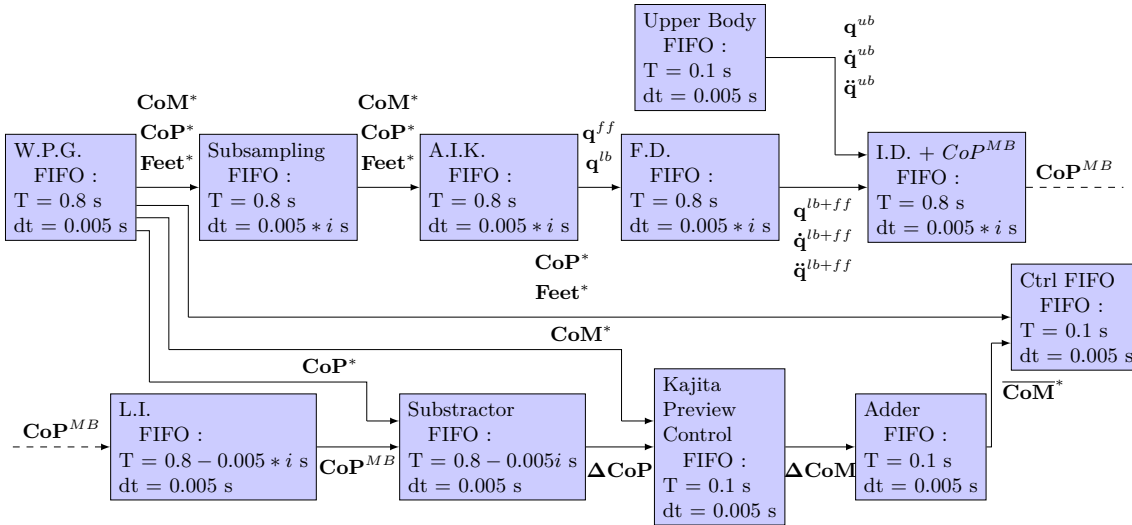 Upper Body
FIFO :
T = 0.1 s
dt = 0.005 s
q^{ub}
q̇^{ub}
q̈^{ub}
W.P.G.
FIFO :
T = 0.8 s
dt = 0.005 s
CoM*
CoP*
Feet*
Subsampling
FIFO :
T = 0.8 s
dt = 0.005 * i s
CoM*
CoP*
Feet*
A.I.K.
FIFO :
T = 0.8 s
dt = 0.005 * i s
q^{ff}
q^{lb}
F.D.
FIFO :
T = 0.8 s
dt = 0.005 * i s
q^{lb+ff}
q̇^{lb+ff}
q̈^{lb+ff}
I.D. + CoP^{MB}
FIFO :
T = 0.8 s
dt = 0.005 * i s
CoP^{MB}
CoP*
Feet*
CoM*
CoP*
Ctrl FIFO
FIFO :
T = 0.1 s
dt = 0.005 s
CoP^{MB}
L.I.
FIFO :
T = 0.8 − 0.005 * i s
dt = 0.005 s
CoP^{MB}
Substractor
FIFO :
T = 0.8 − 0.005i s
dt = 0.005 s
ΔCoP
Kajita
Preview
Control
FIFO :
T = 0.1 s
dt = 0.005 s
ΔCoM
Adder
FIFO :
T = 0.1 s
dt = 0.005 s
C̅o̅M̅*